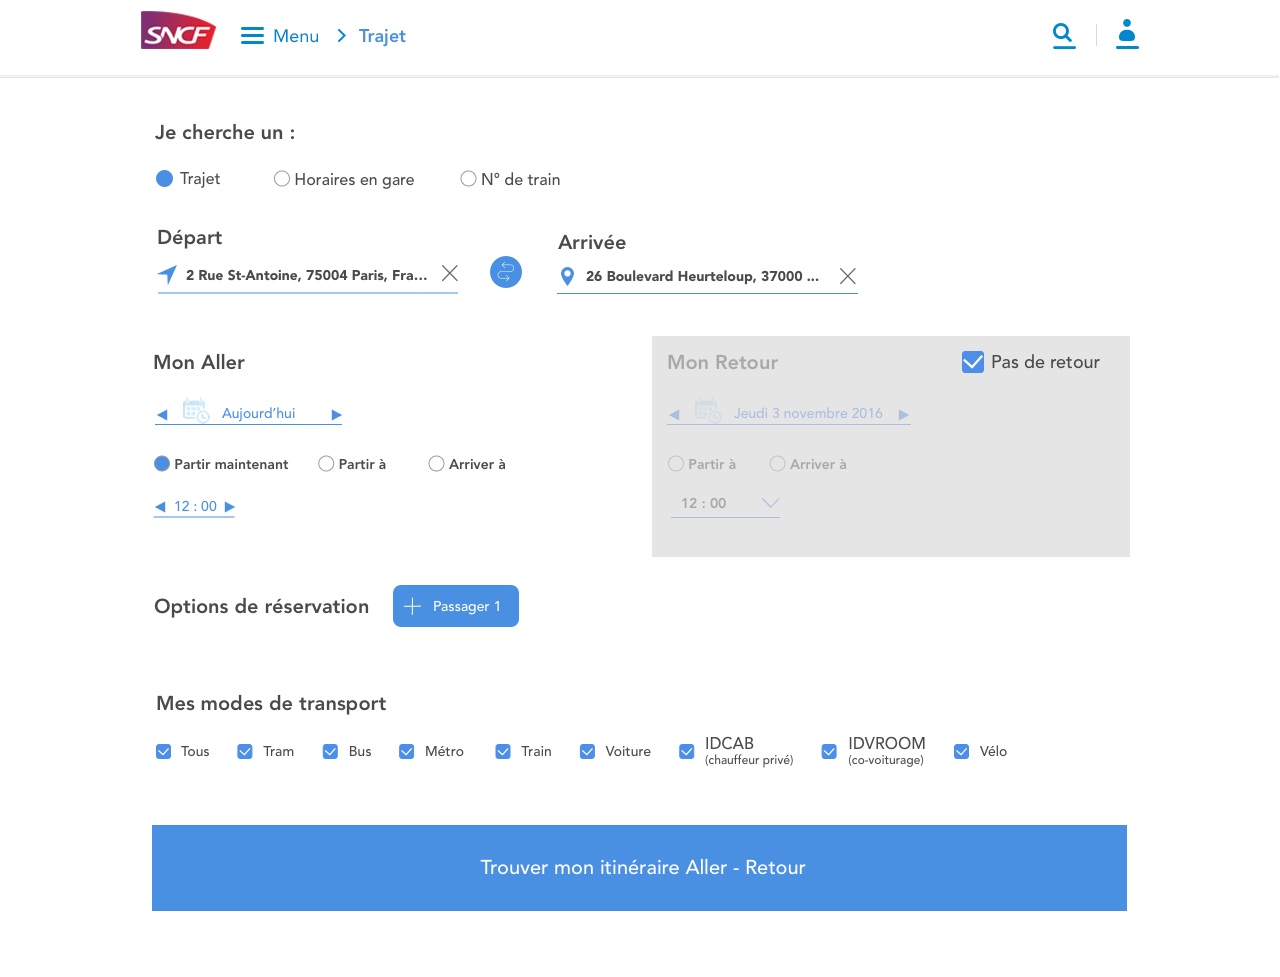 SNCF
Menu > Trajet
Je cherche un :
Trajet
Horaires en gare
N° de train
Départ
2 Rue St-Antoine, 75004 Paris, Fra...
Arrivée
26 Boulevard Heurteloup, 37000 ...
Mon Aller
Aujourd’hui
Partir maintenant
Partir à
Arriver à
12 : 00
Mon Retour
Pas de retour
Jeudi 3 novembre 2016
Partir à
Arriver à
12 : 00
Options de réservation
Passager 1
Mes modes de transport
Tous
Tram
Bus
Métro
Train
Voiture
IDCAB
(chauffeur privé)
IDVROOM
(co-voiturage)
Vélo
Trouver mon itinéraire Aller - Retour